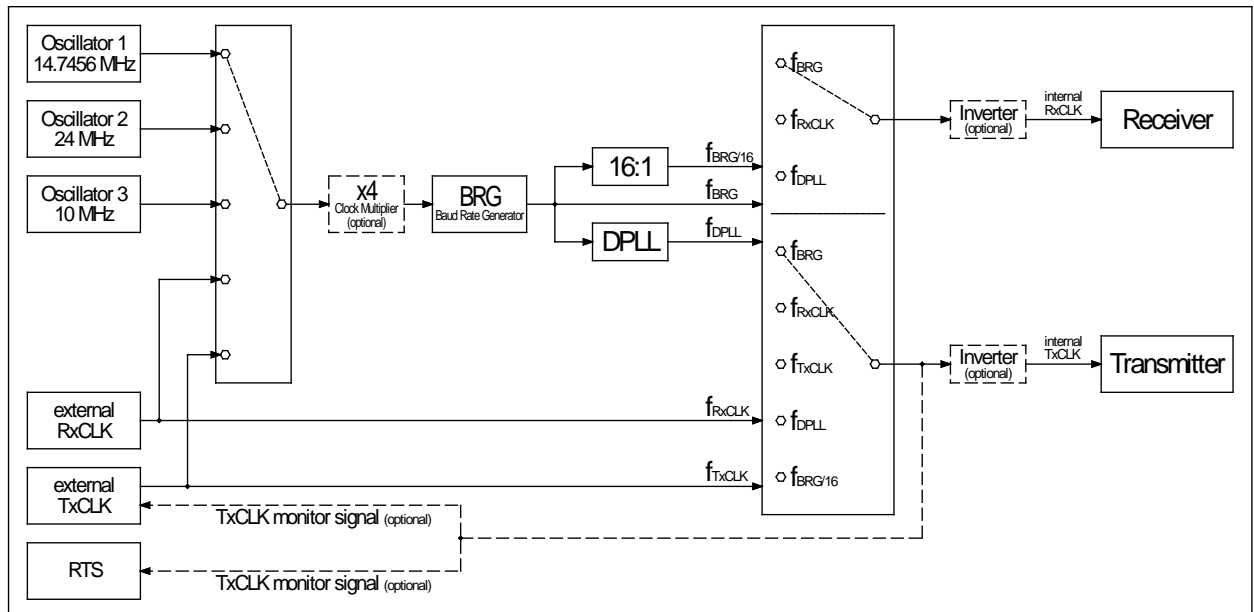 Oscillator 1
14.7456 MHz
Oscillator 2
24 MHz
Oscillator 3
10 MHz
external
RxCLK
external
TxCLK
RTS
x4
Clock Multiplier
(optional)
BRG
Baud Rate Generator
16:1
DPLL
fBRG/16
fBRG
fDPLL
fRxCLK
fTxCLK
TxCLK monitor signal (optional)
TxCLK monitor signal (optional)
fBRG
fRxCLK
fDPLL
fBRG
fRxCLK
fTxCLK
fDPLL
fBRG/16
Inverter
(optional)
internal
RxCLK
Receiver
Inverter
(optional)
internal
TxCLK
Transmitter